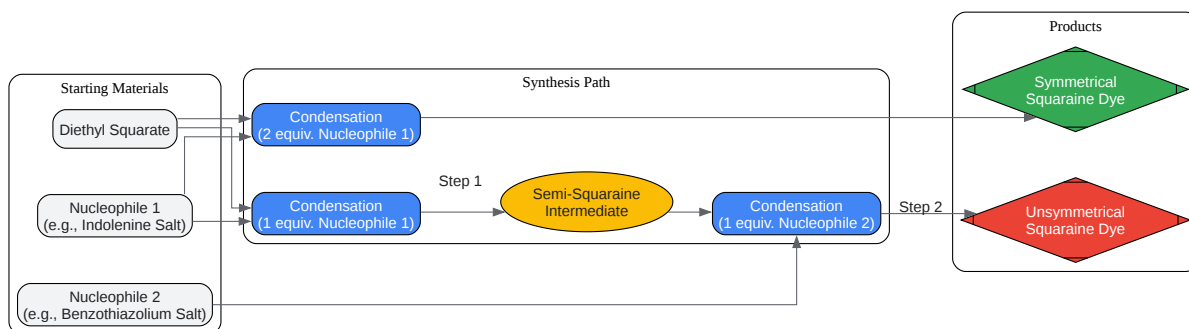 Starting Materials
Diethyl Squarate
Nucleophile 1
(e.g., Indolenine Salt)
Nucleophile 2
(e.g., Benzothiazolium Salt)
Synthesis Path
Condensation
(2 equiv. Nucleophile 1)
Condensation
(1 equiv. Nucleophile 1)
Step 1
Semi-Squaraine
Intermediate
Condensation
(1 equiv. Nucleophile 2)
Step 2
Products
Symmetrical
Squaraine Dye
Unsymmetrical
Squaraine Dye